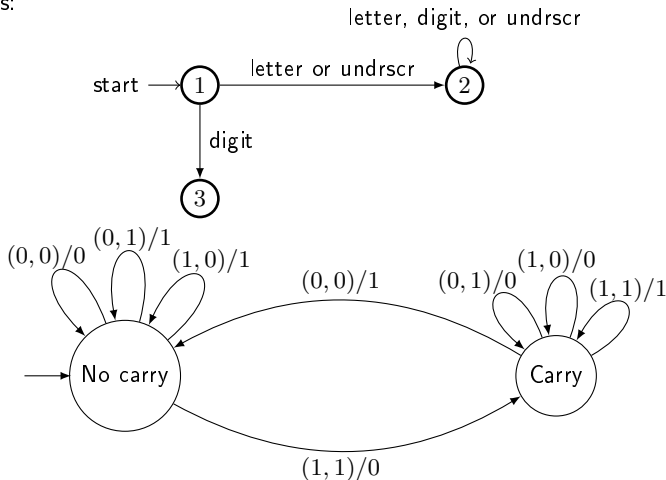 s:
letter, digit, or undrscr
start
1
letter or undrscr
2
digit
3
(0, 0)/0
(0, 1)/1
(1, 0)/1
(0, 0)/1
(0, 1)/0
(1, 0)/0
(1, 1)/1
No carry
Carry
(1, 1)/0